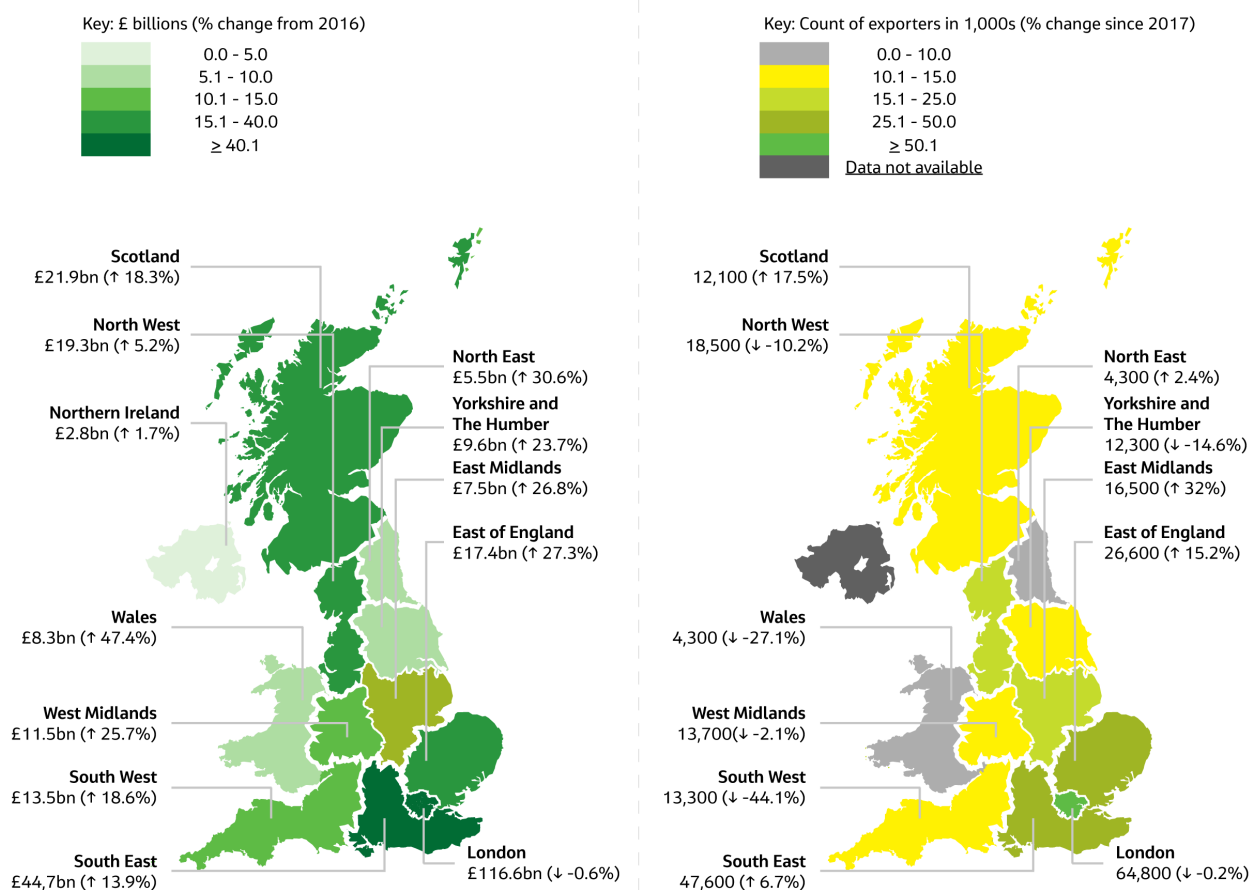 Key: £ billions (% change from 2016)
0.0 - 5.0
5.1 - 10.0
10.1 - 15.0
15.1 - 40.0
≥ 40.1
Scotland
£21.9bn (↑ 18.3%)
North West
£19.3bn (↑ 5.2%)
North East
£5.5bn (↑ 30.6%)
Northern Ireland
£2.8bn (↑ 1.7%)
Yorkshire and
The Humber
£9.6bn (↑ 23.7%)
East Midlands
£7.5bn (↑ 26.8%)
East of England
£17.4bn (↑ 27.3%)
Wales
£8.3bn (↑ 47.4%)
West Midlands
£11.5bn (↑ 25.7%)
South West
£13.5bn (↑ 18.6%)
South East
£44,7bn (↑ 13.9%)
London
£116.6bn (↓ -0.6%)
Key: Count of exporters in 1,000s (% change since 2017)
0.0 - 10.0
10.1 - 15.0
15.1 - 25.0
25.1 - 50.0
≥ 50.1
Data not available
Scotland
12,100 (↑ 17.5%)
North West
18,500 (↓ -10.2%)
North East
4,300 (↑ 2.4%)
Yorkshire and
The Humber
12,300 (↓ -14.6%)
East Midlands
16,500 (↑ 32%)
East of England
26,600 (↑ 15.2%)
Wales
4,300 (↓ -27.1%)
West Midlands
13,700(↓ -2.1%)
South West
13,300 (↓ -44.1%)
South East
47,600 (↑ 6.7%)
London
64,800 (↓ -0.2%)